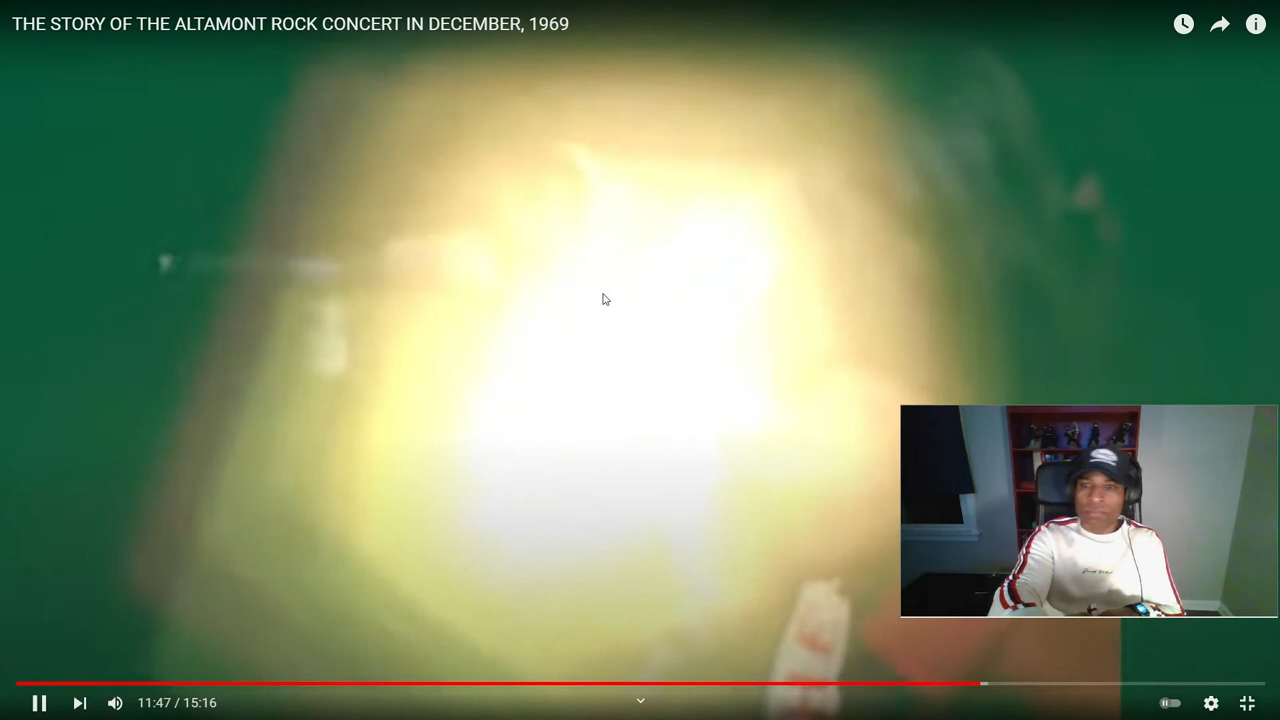 THE STORY OF THE ALTAMONT ROCK CONCERT IN DECEMBER, 1969
11:47 / 15:16